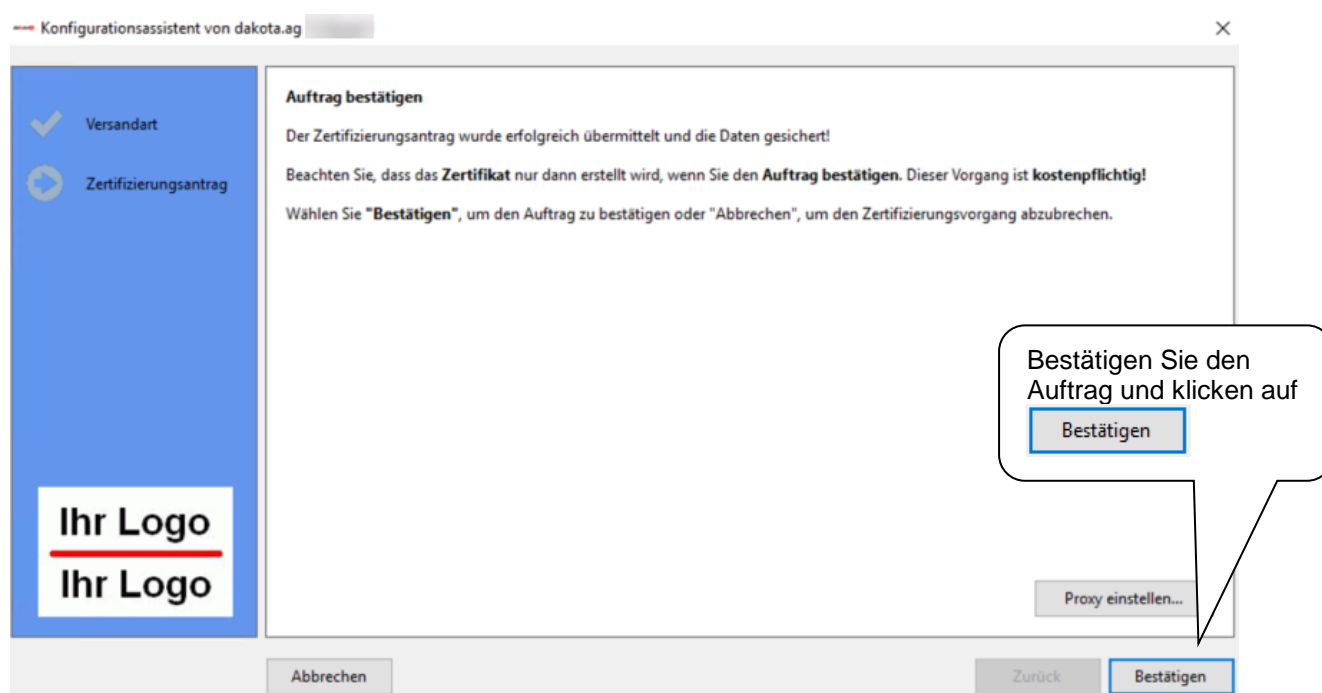 Konfigurationsassistent von dakota.ag
Versandart
Zertifizierungsantrag
Auftrag bestätigen
Der Zertifizierungsantrag wurde erfolgreich übermittelt und die Daten gesichert!
Beachten Sie, dass das Zertifikat nur dann erstellt wird, wenn Sie den Auftrag bestätigen. Dieser Vorgang ist kostenpflichtig!
Wählen Sie "Bestätigen", um den Auftrag zu bestätigen oder "Abbrechen", um den Zertifizierungsvorgang abzubrechen.
Bestätigen Sie den
Auftrag und klicken auf
Bestätigen
Ihr Logo
Ihr Logo
Proxy einstellen...
Abbrechen
Zurück
Bestätigen